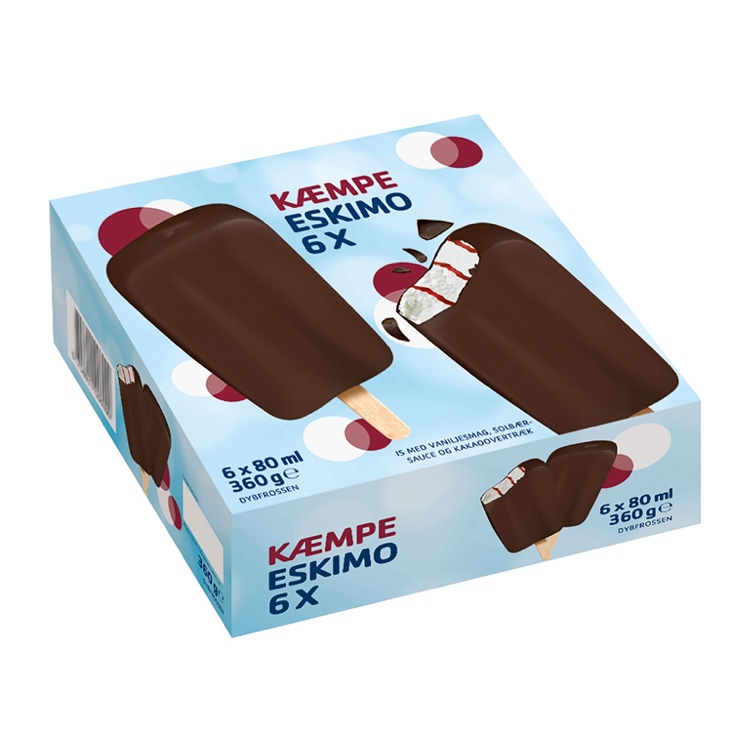 KÆMPE
ESKIMO
6 X
6 x 80 ml
360 g ℮
DYBFROSSEN
IS MED VANILJESMAG, SOLBÆR-
SAUCE OG KAKAOOVERTRÆK
KÆMPE
ESKIMO
6 X
6 x 80 ml
360 g ℮
DYBFROSSEN
360 g ℮